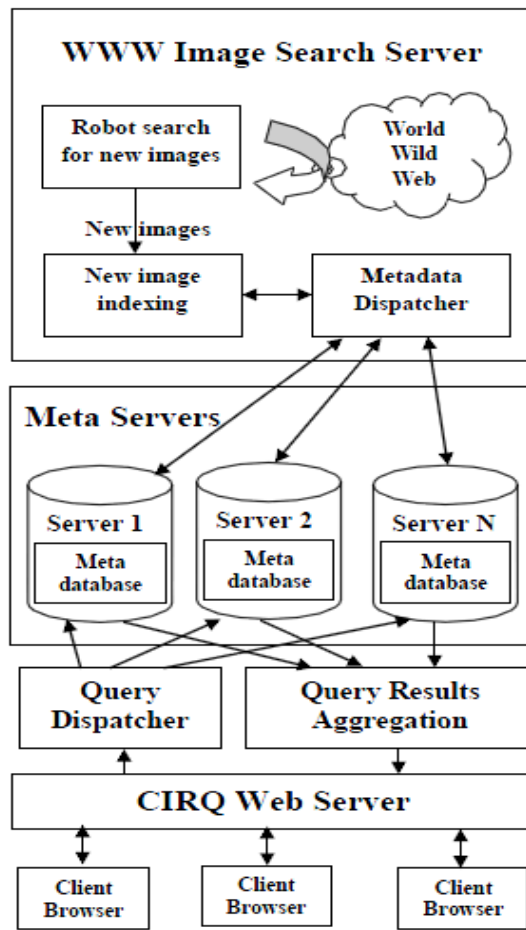 WWW Image Search Server
Robot search
for new images
World
Wild
Web
New images
New image
indexing
Metadata
Dispatcher
Meta Servers
Server 1
Meta
database
Server 2
Meta
database
Server N
Meta
database
Query
Dispatcher
Query Results
Aggregation
CIRQ Web Server
Client
Browser
Client
Browser
Client
Browser